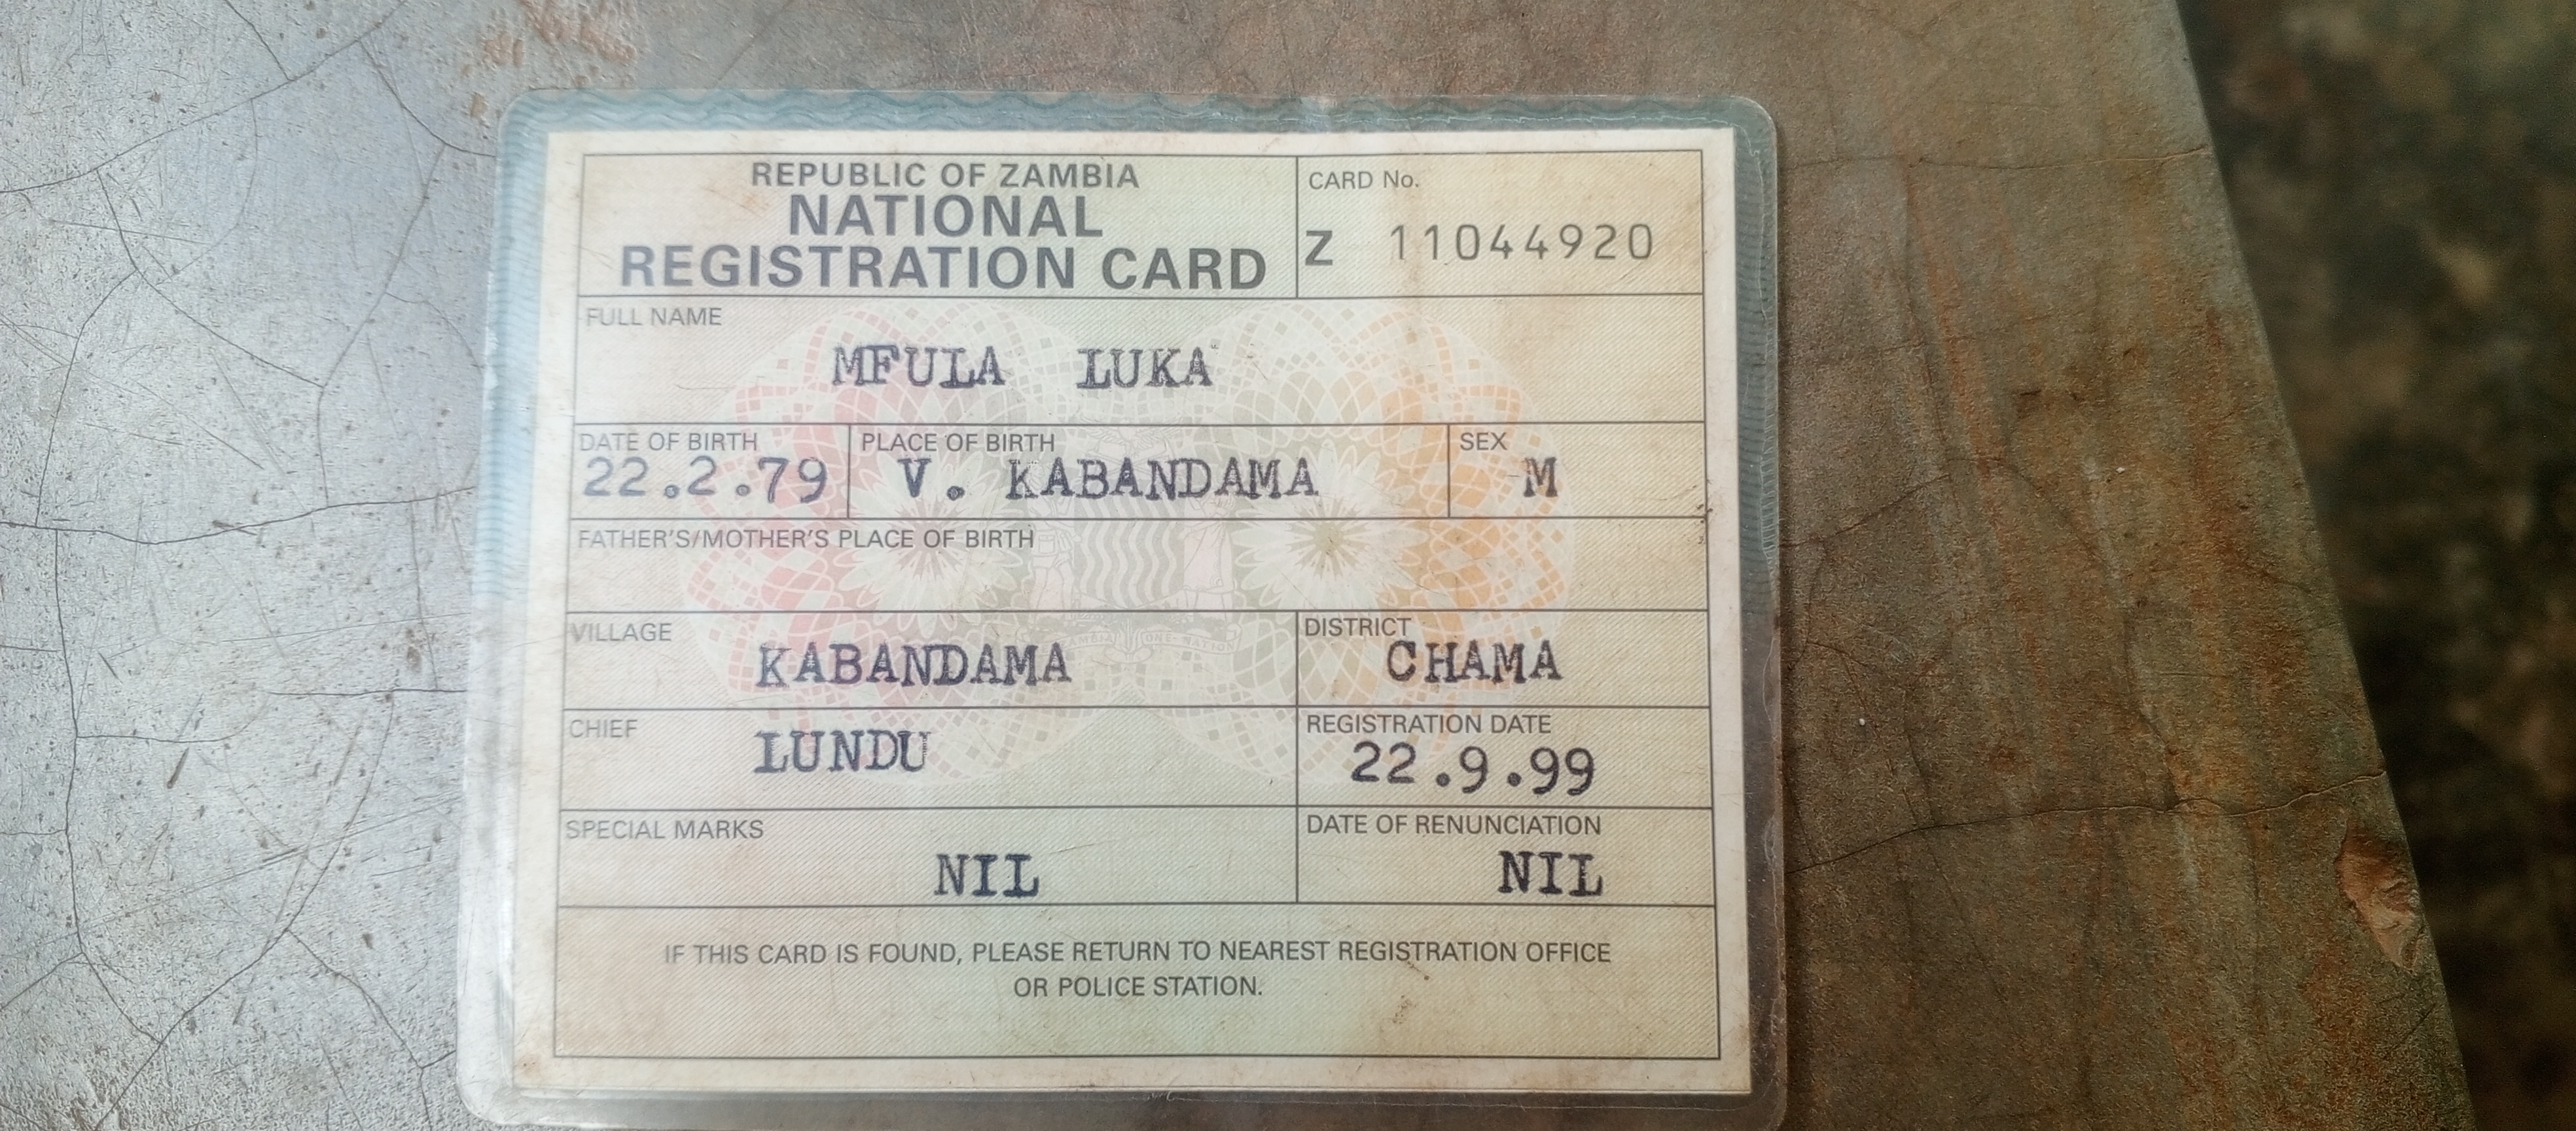 REPUBLIC OF ZAMBIA
NATIONAL
REGISTRATION CARD
CARD No.
Z 11044920
FULL NAME
MFULA LUKA
DATE OF BIRTH
22.2.79
PLACE OF BIRTH
V. KABANDAMA
SEX
M
FATHER'S/MOTHER'S PLACE OF BIRTH
VILLAGE
KABANDAMA
DISTRICT
CHAMA
CHIEF
LUNDU
REGISTRATION DATE
22.9.99
SPECIAL MARKS
NIL
DATE OF RENUNCIATION
NIL
IF THIS CARD IS FOUND, PLEASE RETURN TO NEAREST REGISTRATION OFFICE
OR POLICE STATION.